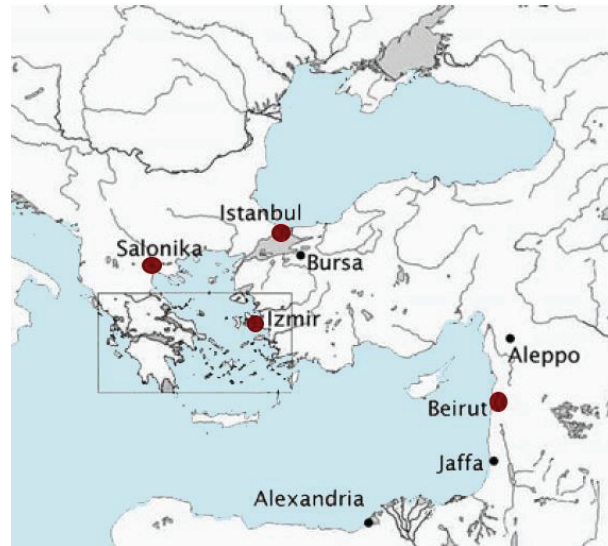 Istanbul
Salonika
Bursa
Izmir
Aleppo
Beirut
Jaffa
Alexandria